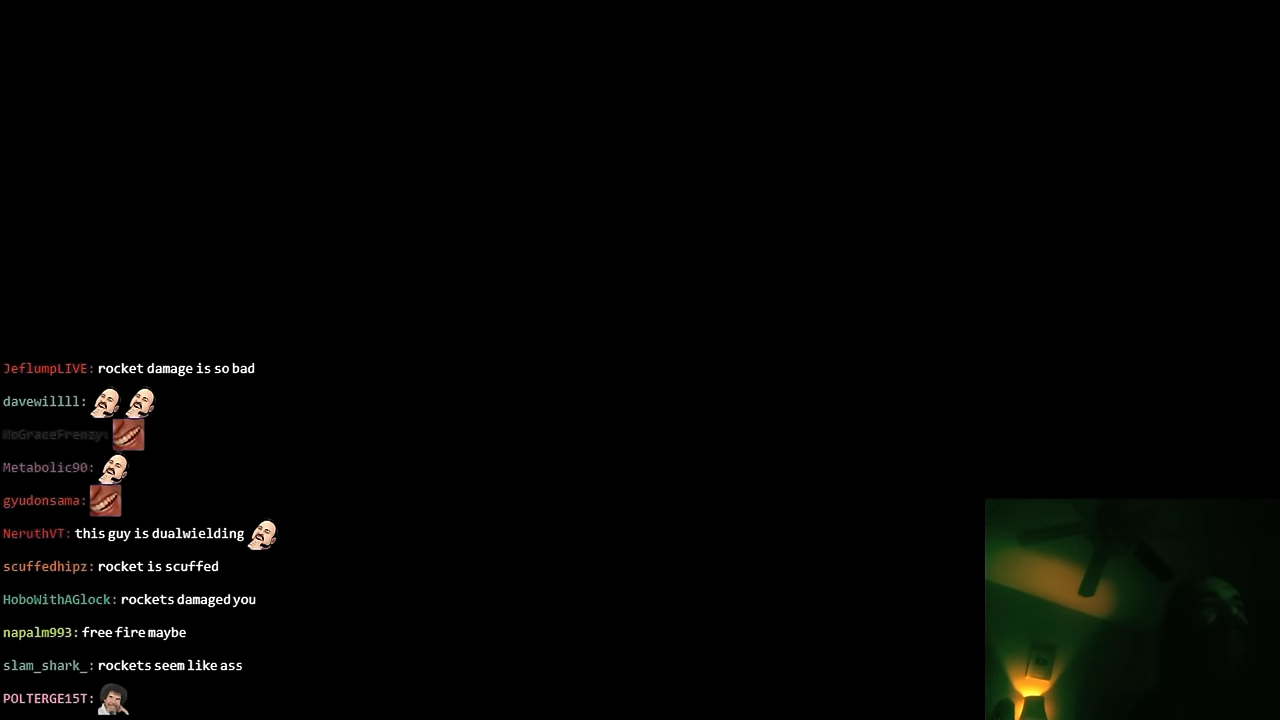 JeflumpLIVE: rocket damage is so bad
davewillll:
MoGraceFrenzy:
Metabolic90:
gyudonsama:
NeruthVT: this guy is dualwielding
scuffedhipz: rocket is scuffed
HoboWithAGlock: rockets damaged you
napalm993: free fire maybe
slam_shark_: rockets seem like ass
POLTERGE15T: